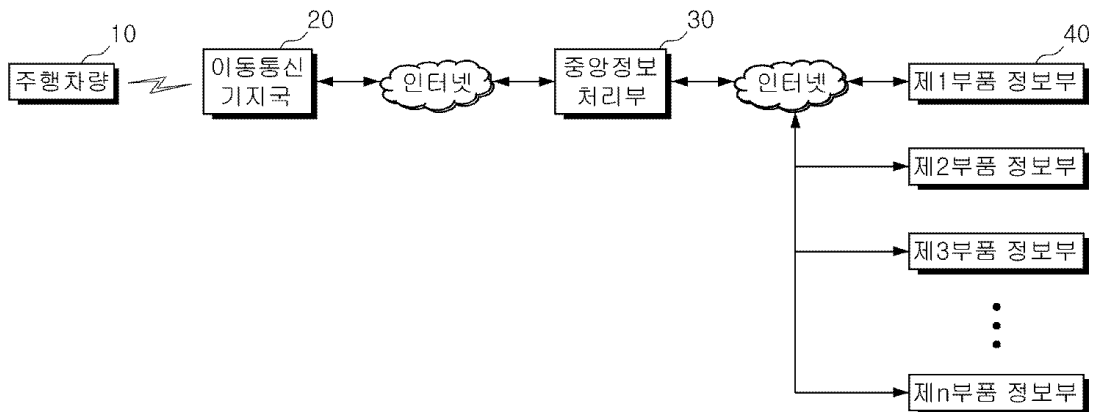 10
20
30
40
주행차량
이동통신
기지국
인터넷
중앙정보
처리부
인터넷
제1부품 정보부
제2부품 정보부
제3부품 정보부
제n부품 정보부